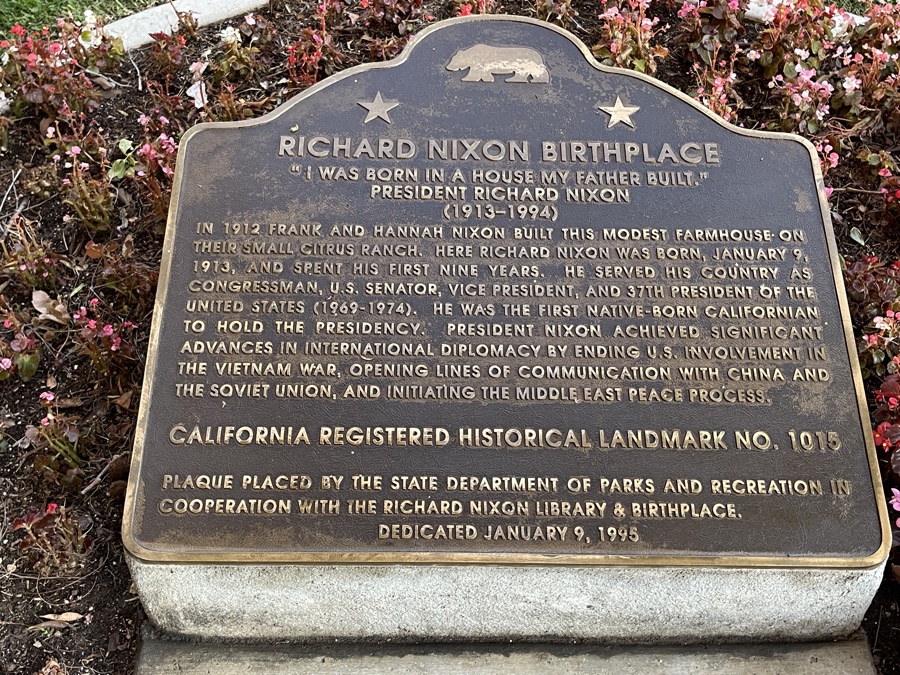 RICHARD NIXON BIRTHPLACE
"I WAS BORN IN A HOUSE MY FATHER BUILT."
PRESIDENT RICHARD NIXON
(1913–1994)
IN 1912 FRANK AND HANNAH NIXON BUILT THIS MODEST FARMHOUSE ON
THEIR SMALL CITRUS RANCH. HERE RICHARD NIXON WAS BORN, JANUARY 9,
1913, AND SPENT HIS FIRST NINE YEARS. HE SERVED HIS COUNTRY AS
CONGRESSMAN, U.S. SENATOR, VICE PRESIDENT, AND 37TH PRESIDENT OF THE
UNITED STATES (1969-1974). HE WAS THE FIRST NATIVE-BORN CALIFORNIAN
TO HOLD THE PRESIDENCY. PRESIDENT NIXON ACHIEVED SIGNIFICANT
ADVANCES IN INTERNATIONAL DIPLOMACY BY ENDING U.S. INVOLVEMENT IN
THE VIETNAM WAR, OPENING LINES OF COMMUNICATION WITH CHINA AND
THE SOVIET UNION, AND INITIATING THE MIDDLE EAST PEACE PROCESS.
CALIFORNIA REGISTERED HISTORICAL LANDMARK NO. 1015
PLAQUE PLACED BY THE STATE DEPARTMENT OF PARKS AND RECREATION IN
COOPERATION WITH THE RICHARD NIXON LIBRARY & BIRTHPLACE.
DEDICATED JANUARY 9, 1995